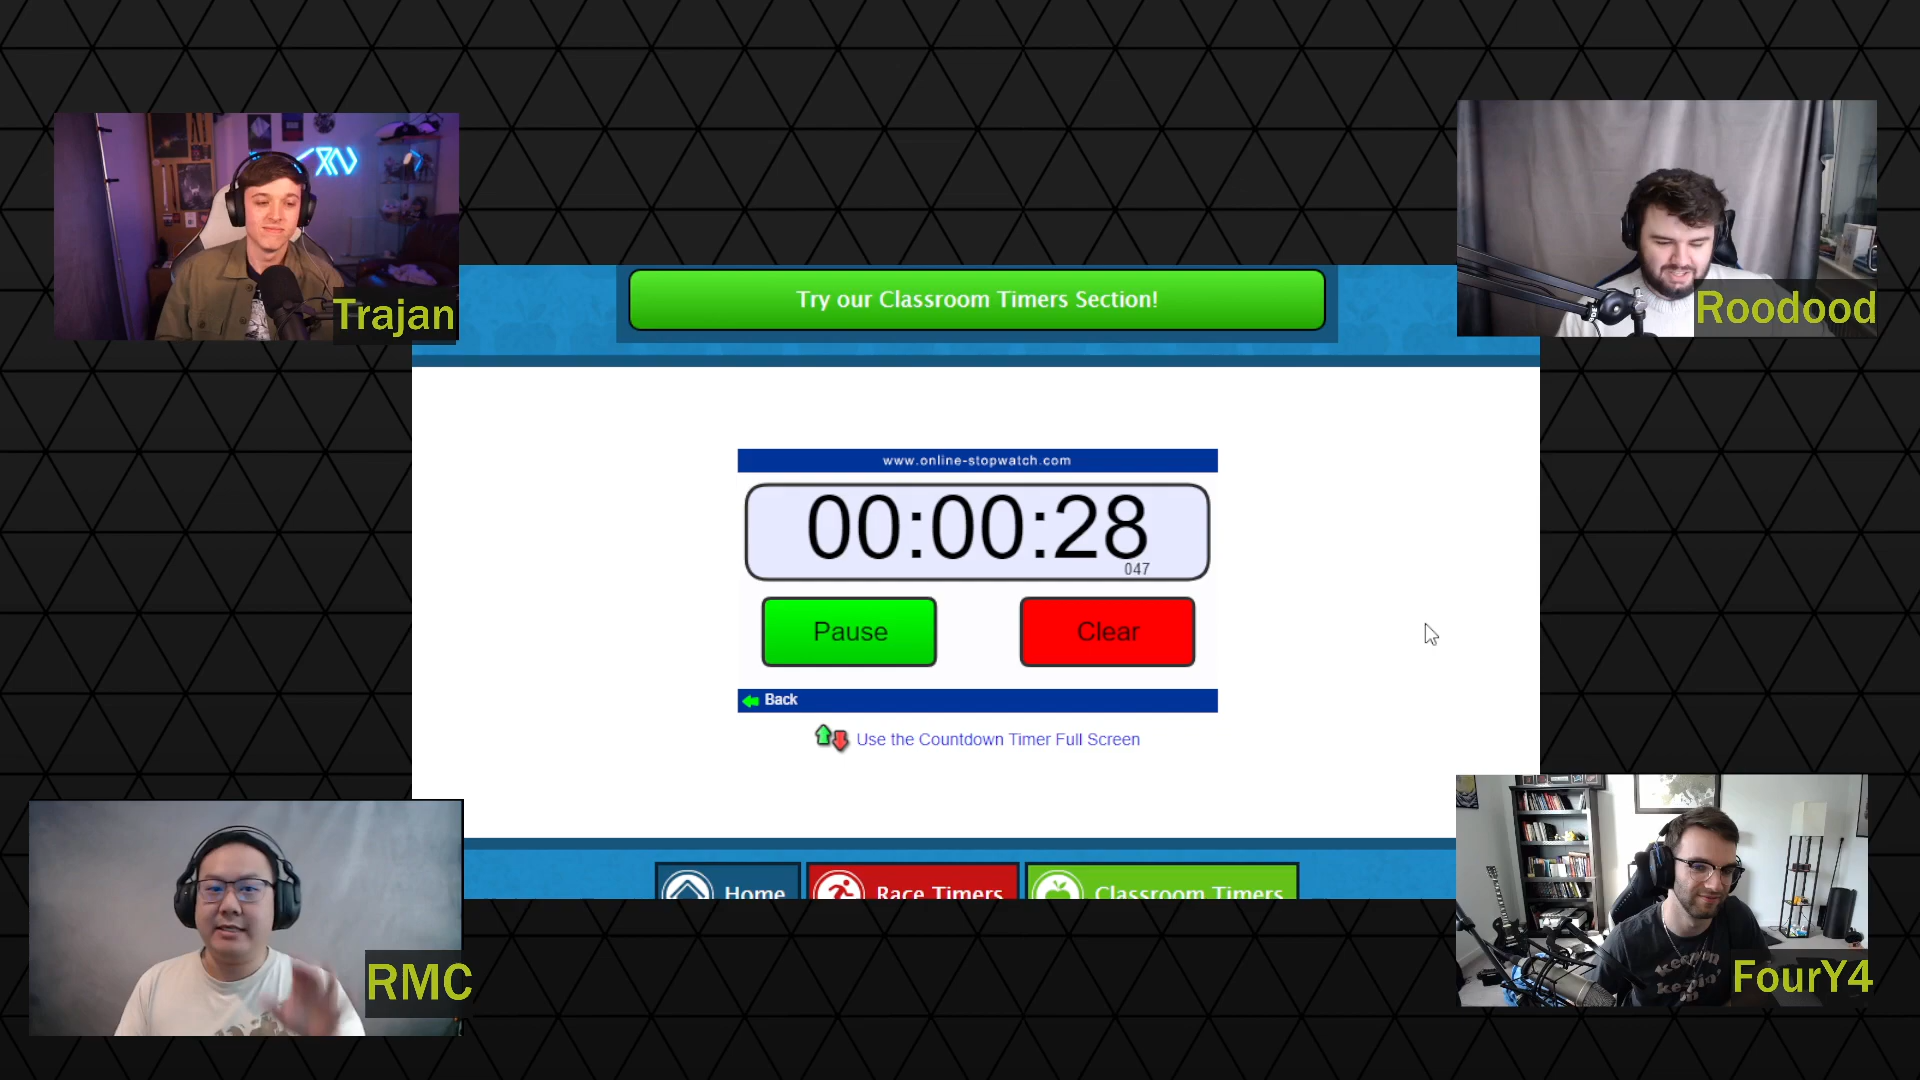 Trajan
Roodood
Try our Classroom Timers Section!
www.online-stopwatch.com
00:00:28
047
Pause
Clear
Back
Use the Countdown Timer Full Screen
Home
Race Timers
Classroom Timers
RMC
FourY4